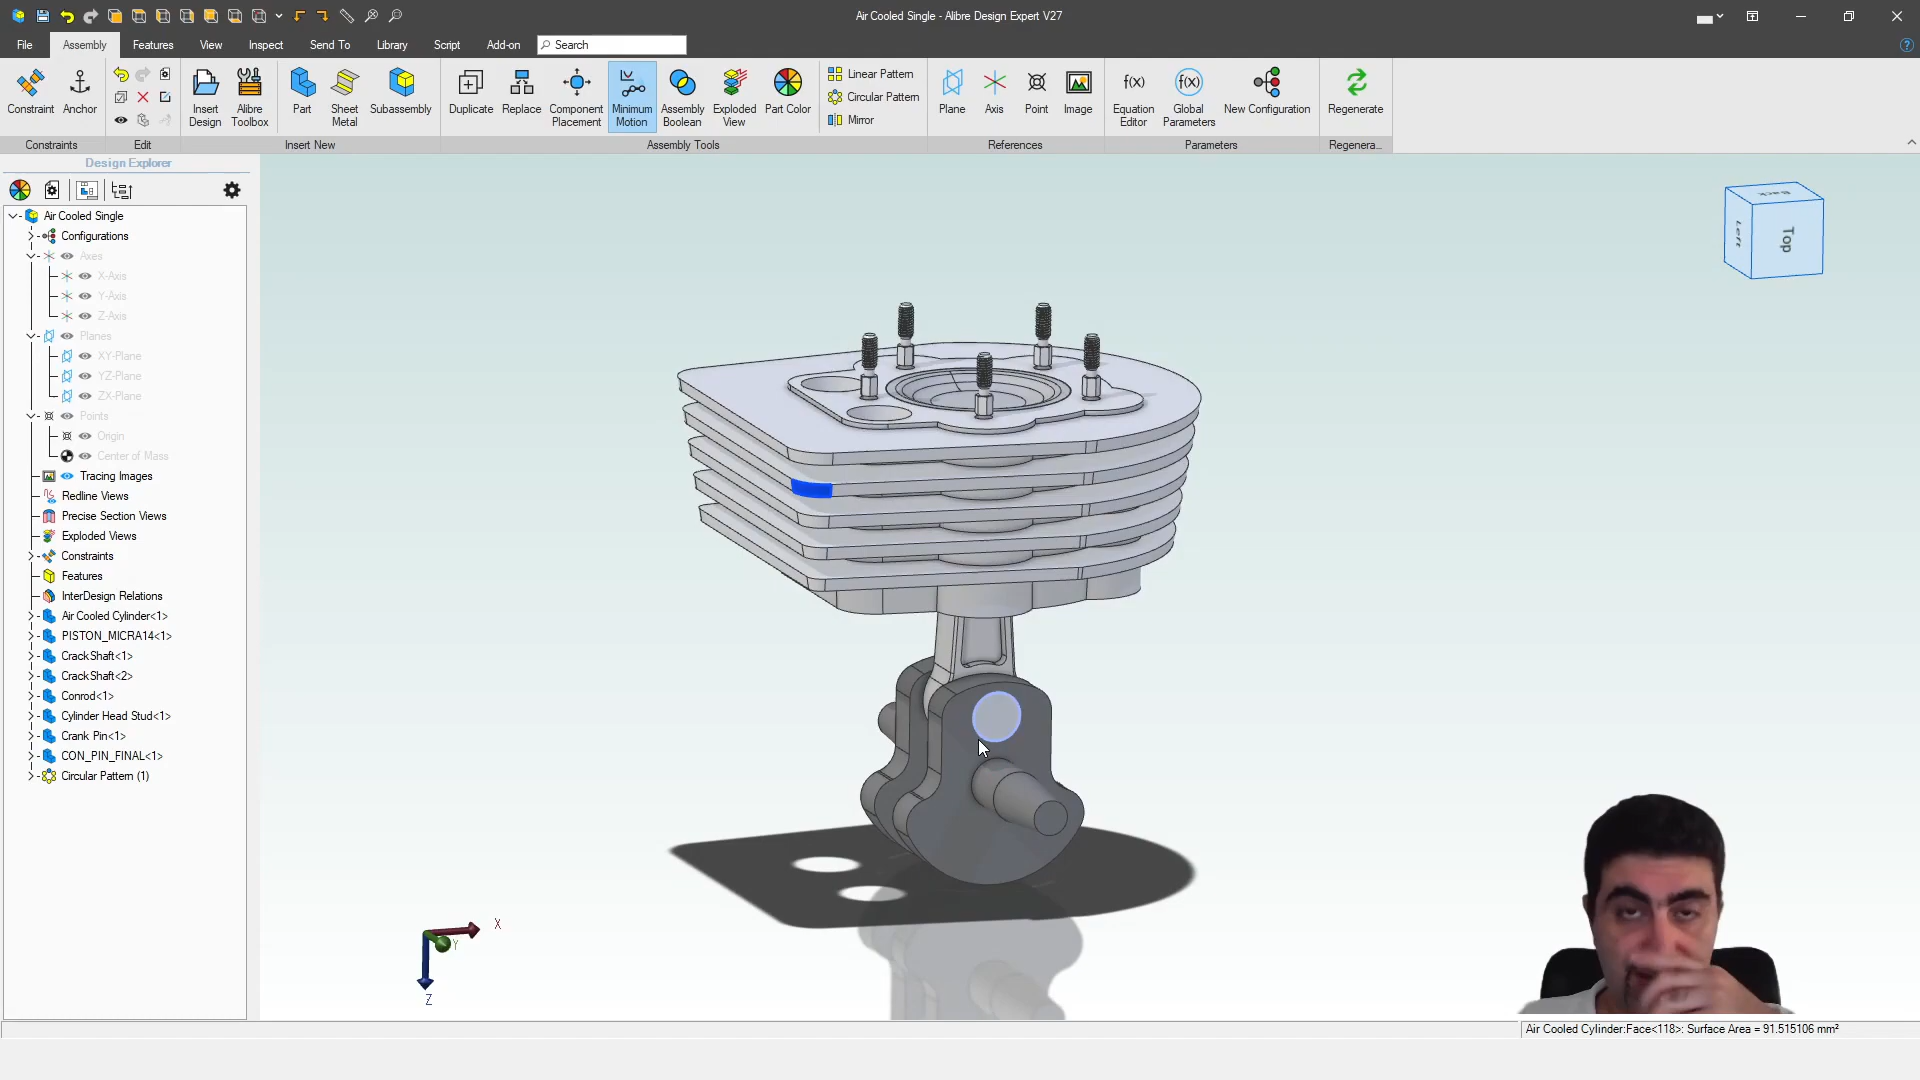 Air Cooled Single - Alibre Design Expert V27
File Assembly Features View Inspect Send To Library Script Add-on Search
Constraint Anchor Insert Design Alibre Toolbox Part Sheet Metal Subassembly Duplicate Replace Component Placement Minimum Motion Assembly Boolean Exploded View Part Color
Linear Pattern
Circular Pattern
Mirror
Plane Axis Point Image Equation Editor Global Parameters New Configuration Regenerate
Constraints Edit Insert New Assembly Tools References Parameters Regenera...
Design Explorer
Air Cooled Single
Configurations
Axes
X-Axis
Y-Axis
Z-Axis
Planes
XY-Plane
YZ-Plane
ZX-Plane
Points
Origin
Center of Mass
Tracing Images
Redline Views
Precise Section Views
Exploded Views
Constraints
Features
InterDesign Relations
Air Cooled Cylinder<1>
PISTON_MICRA14<1>
CrackShaft<1>
CrackShaft<2>
Conrod<1>
Cylinder Head Stud<1>
Crank Pin<1>
CON_PIN_FINAL<1>
Circular Pattern (1)
Back
Left
Top
X
Y
Z
Air Cooled Cylinder:Face<118>: Surface Area = 91.515106 mm²